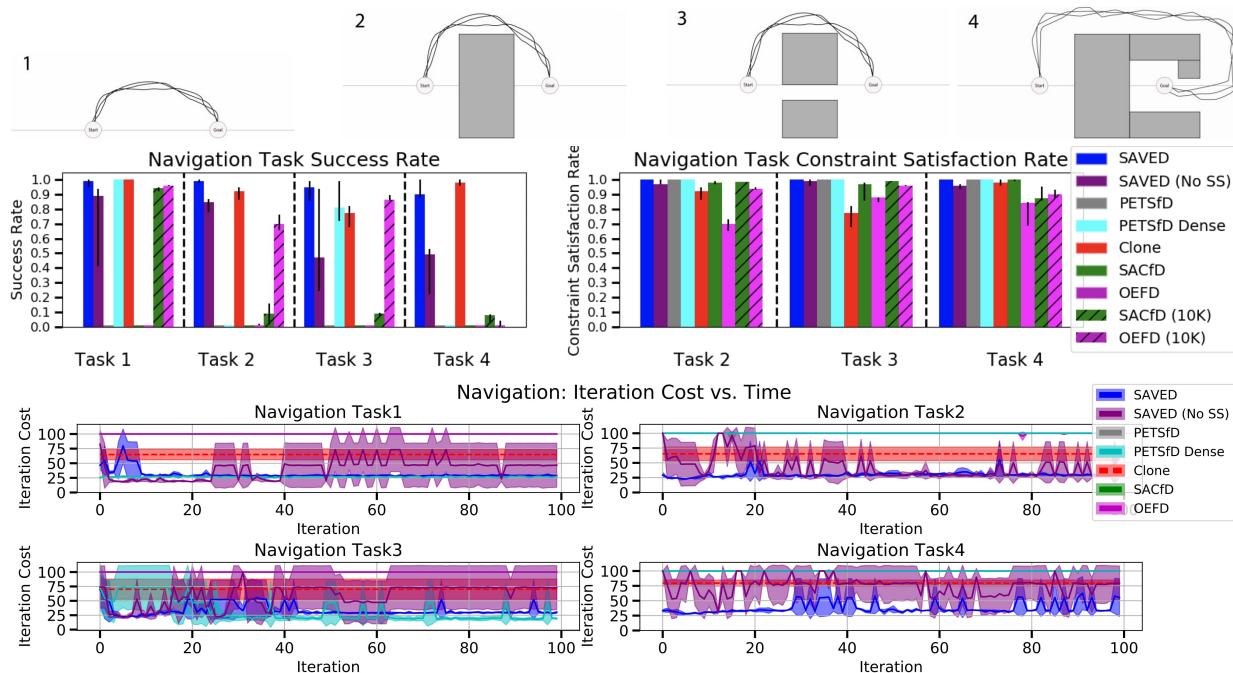 1
Start
Goal
2
Start
Goal
3
Start
Goal
4
Start
Goal
Navigation Task Success Rate
Success Rate
1.0
0.9
0.8
0.7
0.6
0.5
0.4
0.3
0.2
0.1
0.0
Task 1
Task 2
Task 3
Task 4
Navigation Task Constraint Satisfaction Rate
Constraint Satisfaction Rate
1.0
0.9
0.8
0.7
0.6
0.5
0.4
0.3
0.2
0.1
0.0
Task 2
Task 3
Task 4
SAVED
SAVED (No SS)
PETSfD
PETSfD Dense
Clone
SACfD
OEFD
SACfD (10K)
OEFD (10K)
Navigation: Iteration Cost vs. Time
Navigation Task1
Iteration Cost
100
75
50
25
0
0 20 40 60 80 100
Iteration
Navigation Task2
Iteration Cost
100
75
50
25
0
0 20 40 60 80
Iteration
SAVED
SAVED (No SS)
PETSfD
PETSfD Dense
Clone
SACfD
OEFD
Navigation Task3
Iteration Cost
100
75
50
25
0
0 20 40 60 80 100
Iteration
Navigation Task4
Iteration Cost
100
75
50
25
0
0 20 40 60 80 100
Iteration